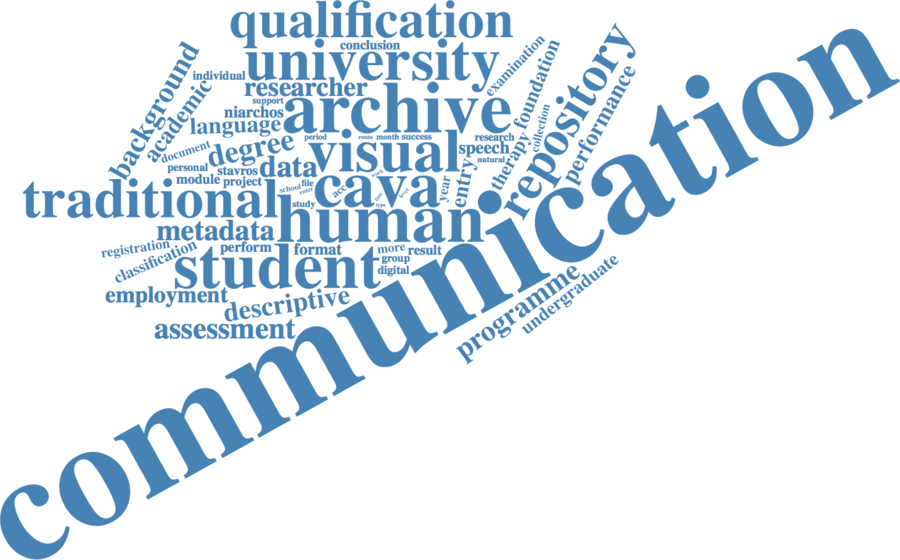 qualification
conclusion
university
individual
researcher
support
archive
niarchos
language
background
academic
document
degree
period
route
month
success
visual
data
personal
stavros
module
project
school
file
enter
cava
traditional
study
human
metadata
registration
classification
perform
format
more
result
group
digital
student
employment
descriptive
assessment
examination
foundation
repository
performance
collection
research
speech
natural
therapy
entry
year
communication
programme
undergraduate